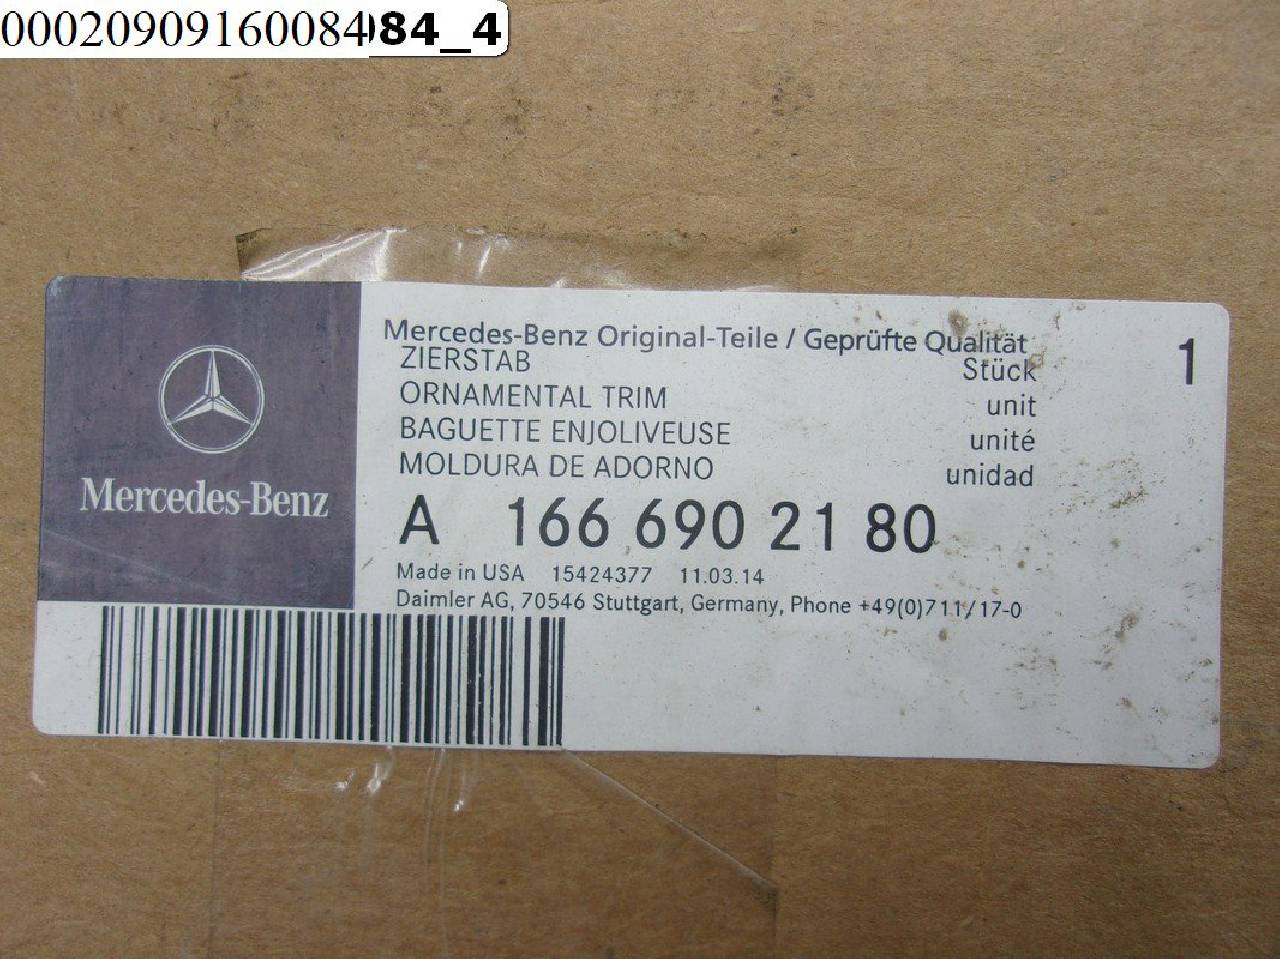 00020909160084 084_4
Mercedes-Benz Original-Teile / Geprüfte Qualität
1
ZIERSTAB Stück
ORNAMENTAL TRIM unit
BAGUETTE ENJOLIVEUSE unité
MOLDURA DE ADORNO unidad
Mercedes-Benz
A 166 690 21 80
Made in USA 15424377 11.03.14
Daimler AG, 70546 Stuttgart, Germany, Phone +49(0)711/17-0